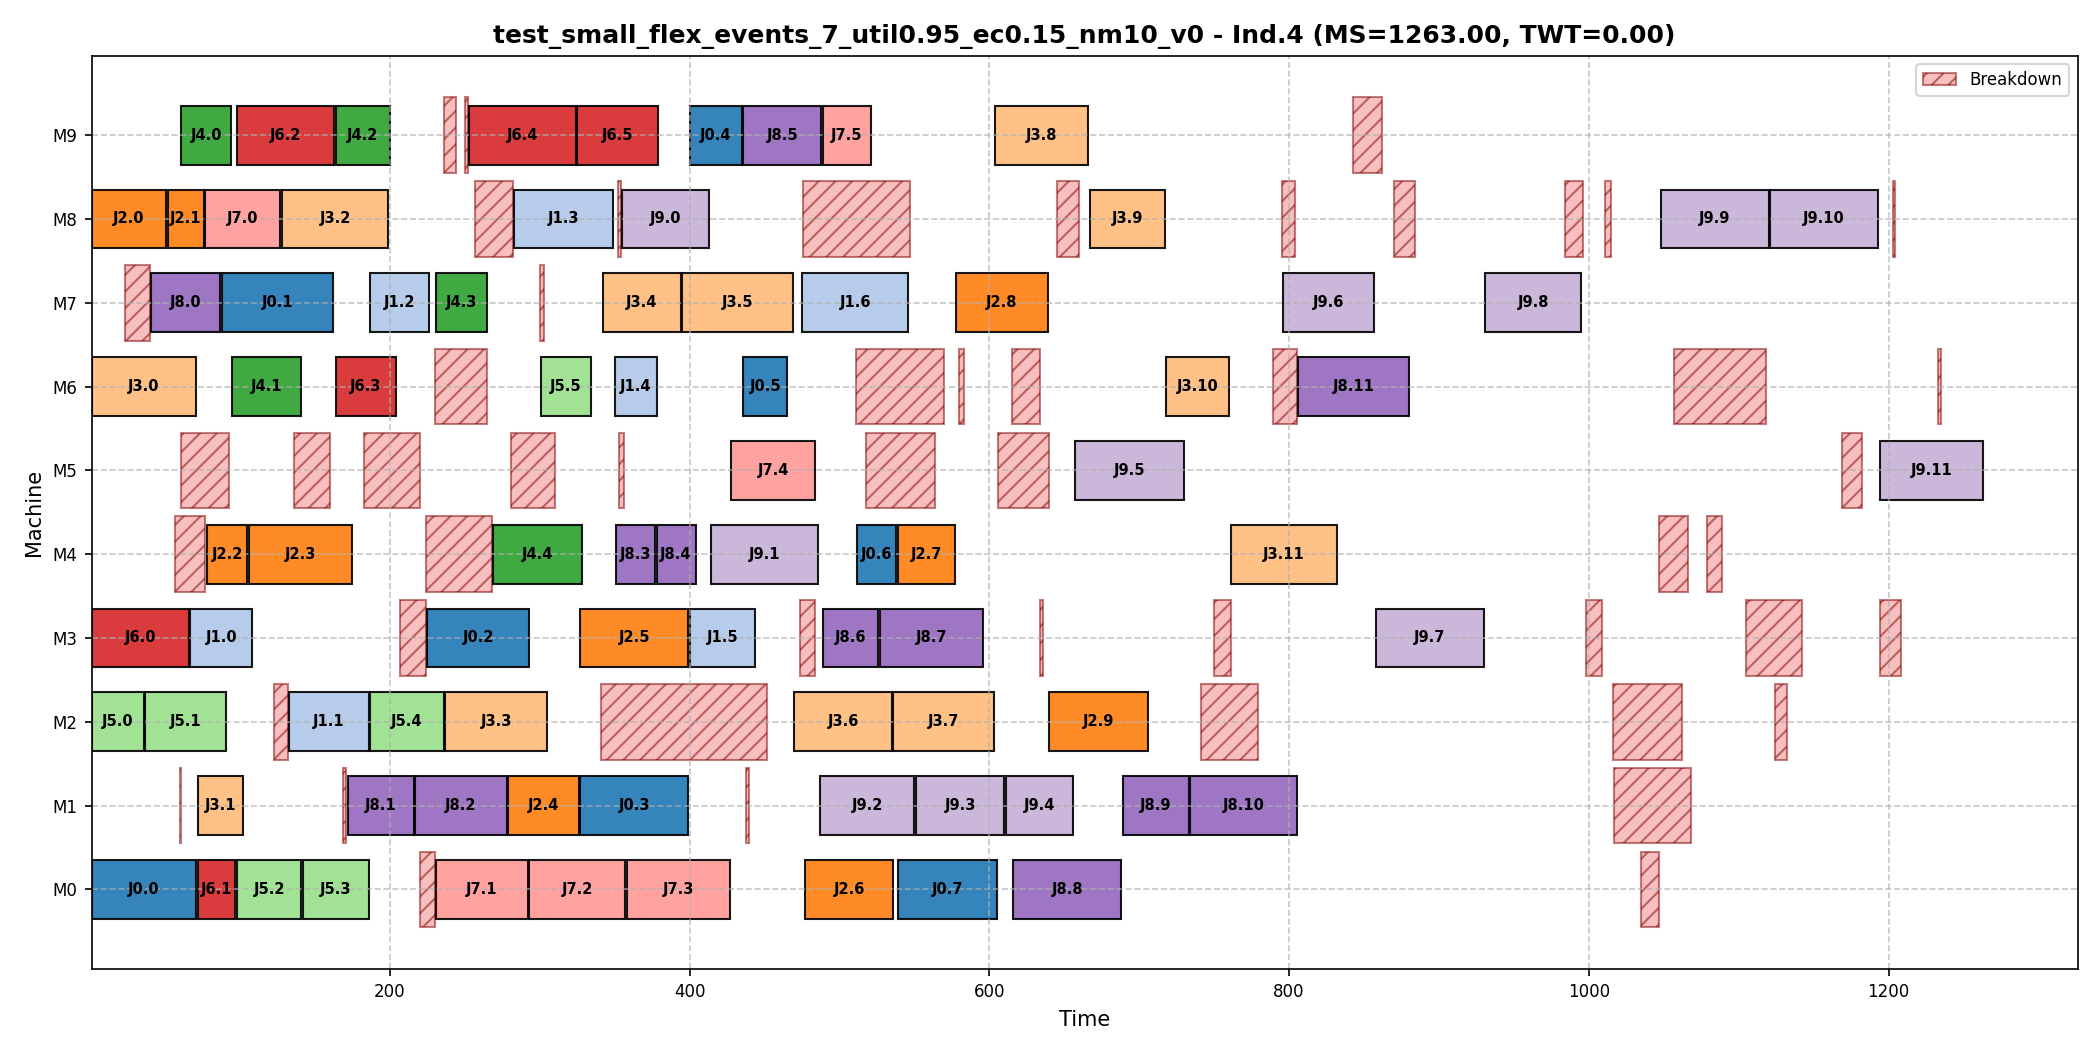 test_small_flex_events_7_util0.95_ec0.15_nm10_v0 - Ind.4 (MS=1263.00, TWT=0.00)
Breakdown
M9 J4.0 J6.2 J4.2 J6.4 J6.5 J0.4 J8.5 J7.5 J3.8
M8 J2.0 J2.1 J7.0 J3.2 J1.3 J9.0 J3.9 J9.9 J9.10
M7 J8.0 J0.1 J1.2 J4.3 J3.4 J3.5 J1.6 J2.8 J9.6 J9.8
M6 J3.0 J4.1 J6.3 J5.5 J1.4 J0.5 J3.10 J8.11
M5 J7.4 J9.5 J9.11
M4 J2.2 J2.3 J4.4 J8.3 J8.4 J9.1 J0.6 J2.7 J3.11
M3 J6.0 J1.0 J0.2 J2.5 J1.5 J8.6 J8.7 J9.7
M2 J5.0 J5.1 J1.1 J5.4 J3.3 J3.6 J3.7 J2.9
M1 J3.1 J8.1 J8.2 J2.4 J0.3 J9.2 J9.3 J9.4 J8.9 J8.10
M0 J0.0 J6.1 J5.2 J5.3 J7.1 J7.2 J7.3 J2.6 J0.7 J8.8
Machine
200 400 600 800 1000 1200
Time